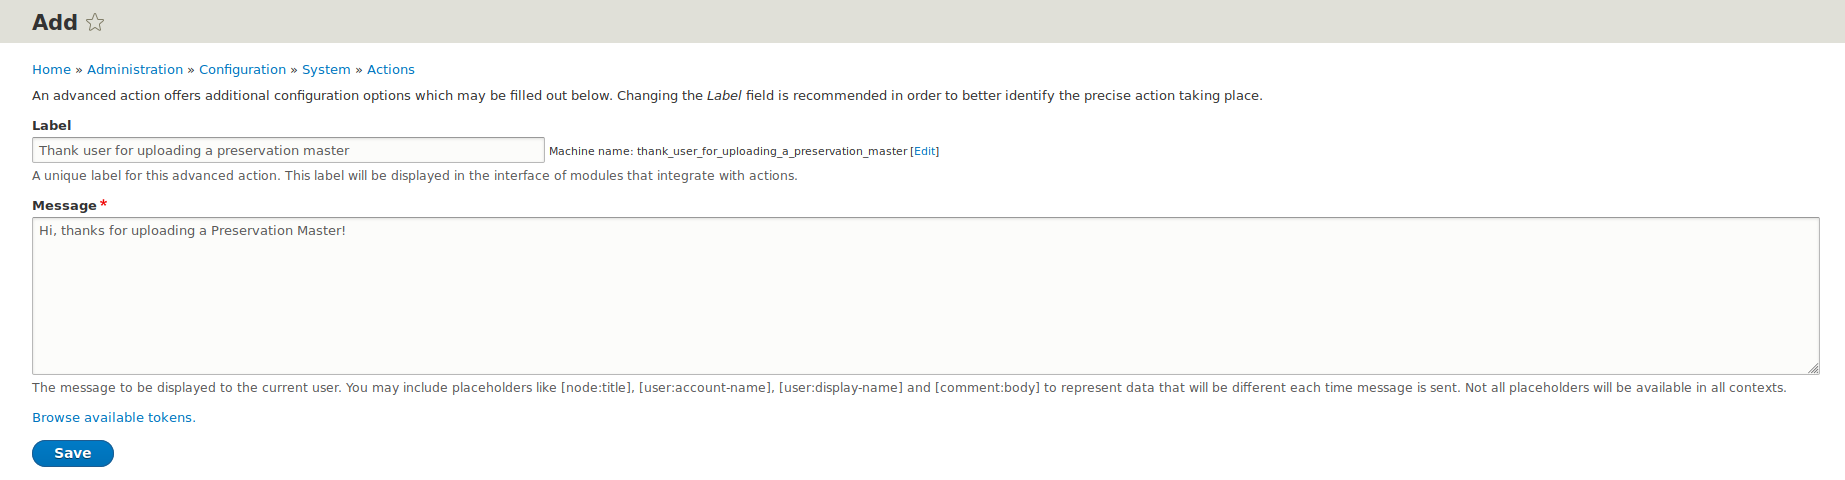 Add
Home » Administration » Configuration » System » Actions
An advanced action offers additional configuration options which may be filled out below. Changing the Label field is recommended in order to better identify the precise action taking place.
Label
Thank user for uploading a preservation master Machine name: thank_user_for_uploading_a_preservation_master [Edit]
A unique label for this advanced action. This label will be displayed in the interface of modules that integrate with actions.
Message *
Hi, thanks for uploading a Preservation Master!
The message to be displayed to the current user. You may include placeholders like [node:title], [user:account-name], [user:display-name] and [comment:body] to represent data that will be different each time message is sent. Not all placeholders will be available in all contexts.
Browse available tokens.
Save